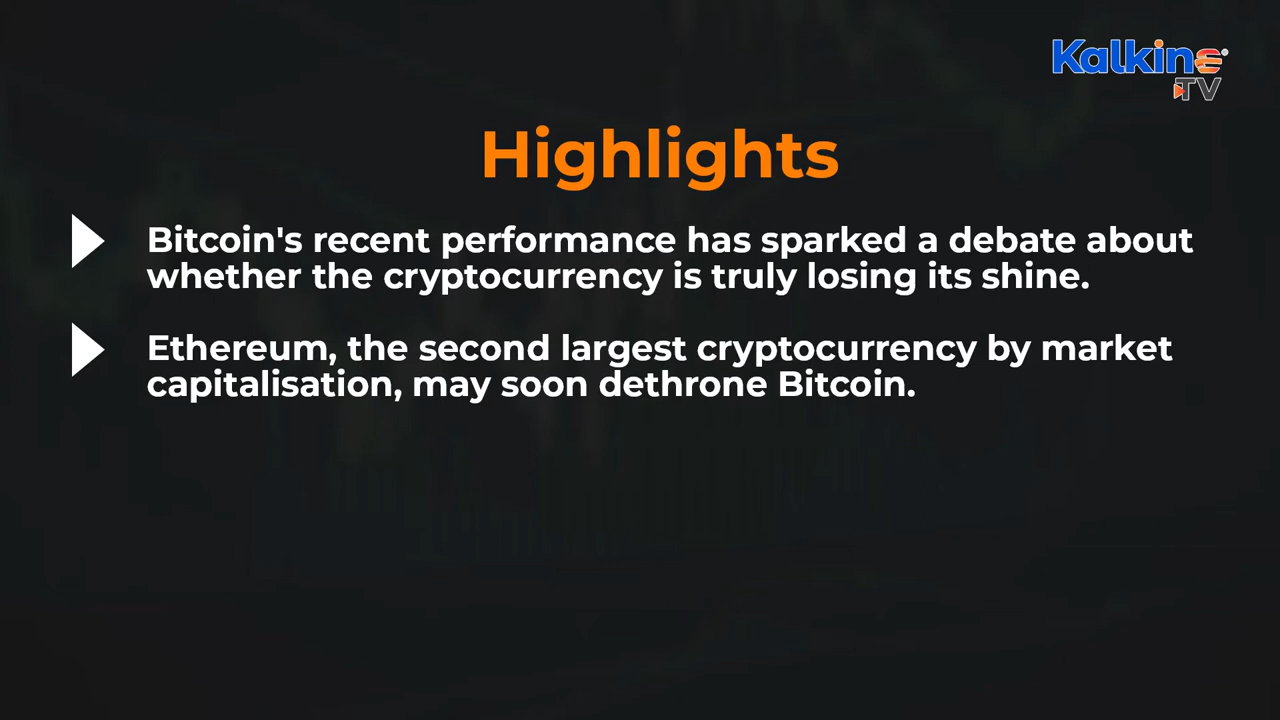 Kalkine
TV
Highlights
Bitcoin's recent performance has sparked a debate about
whether the cryptocurrency is truly losing its shine.
Ethereum, the second largest cryptocurrency by market
capitalisation, may soon dethrone Bitcoin.